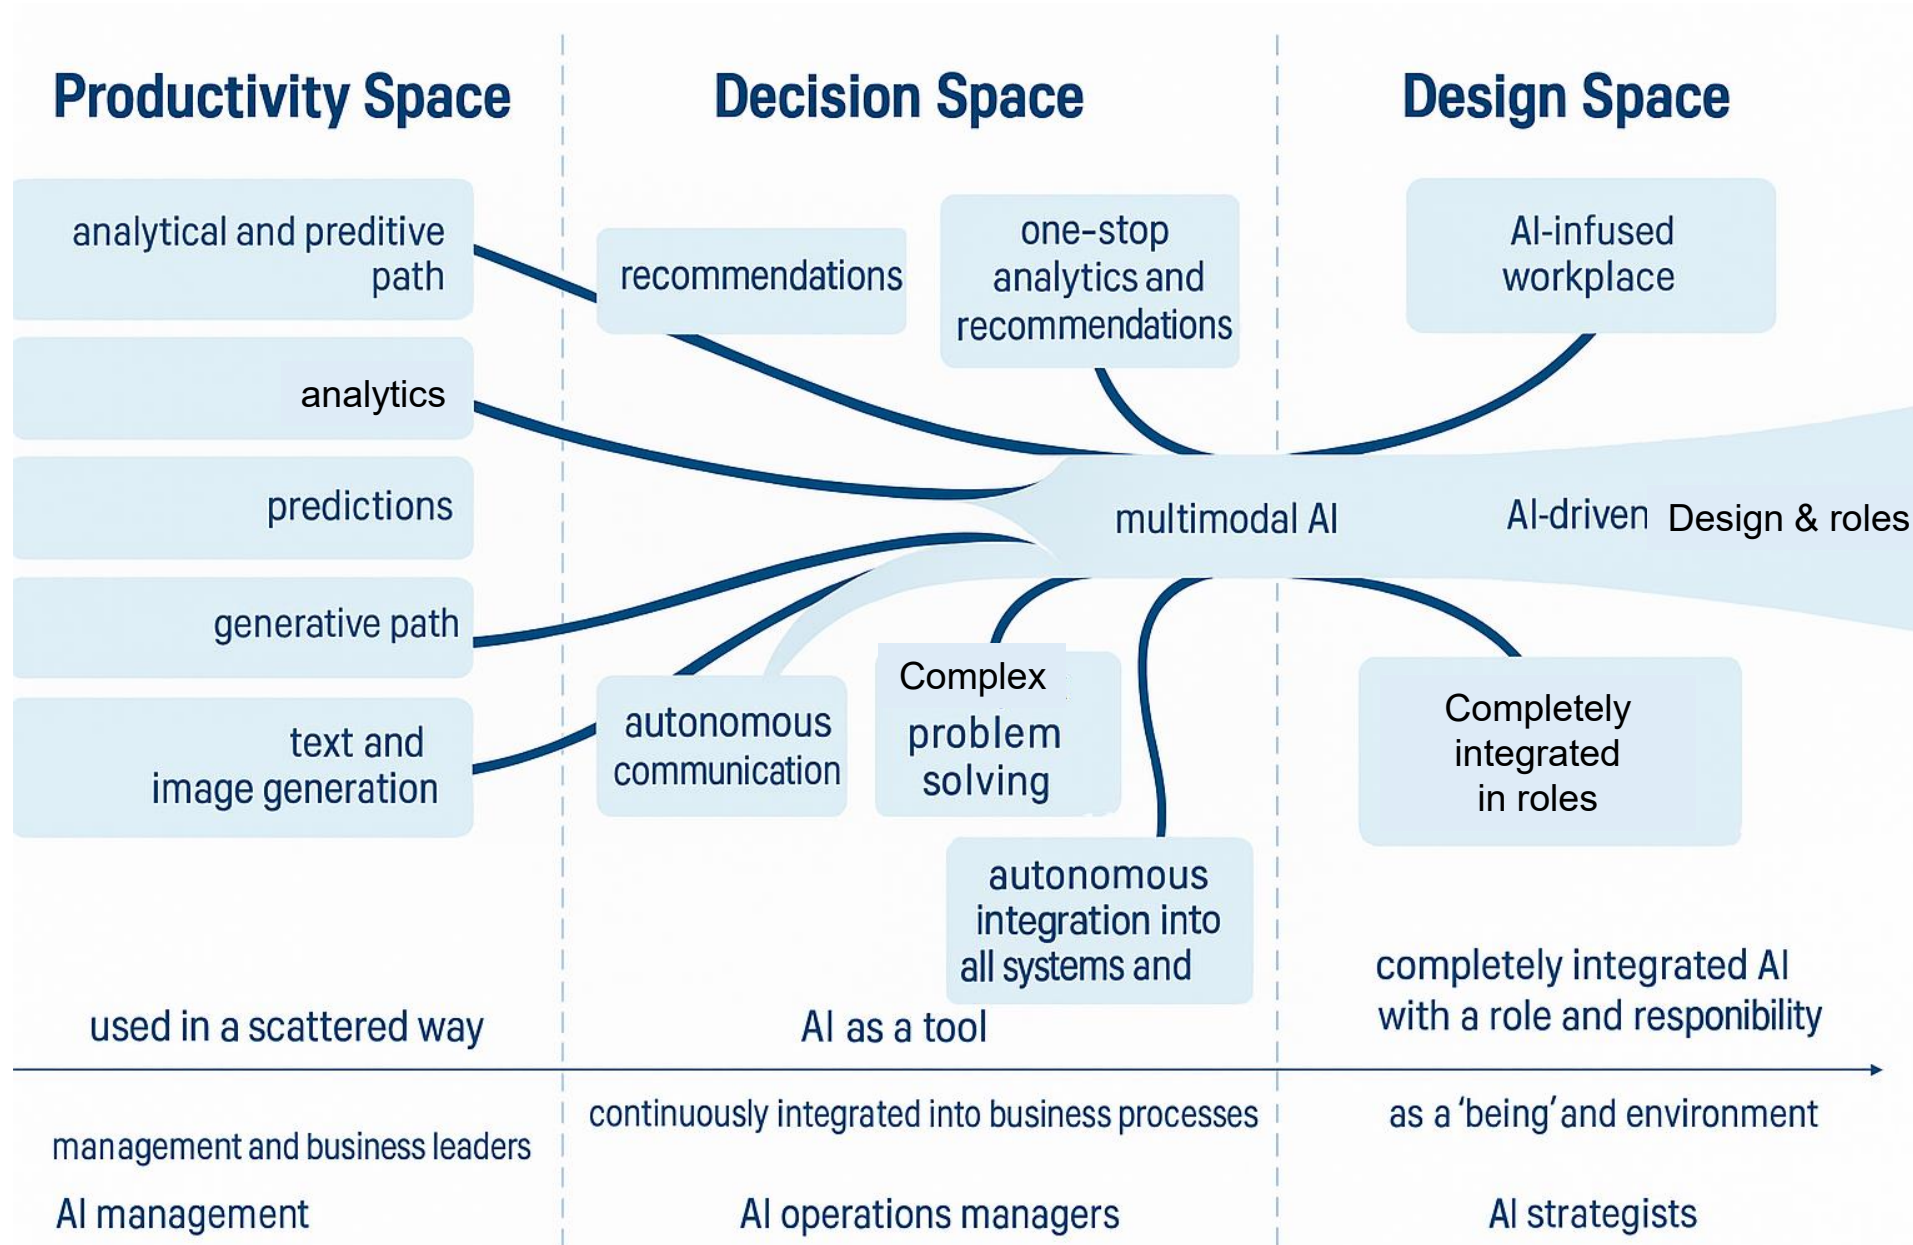 Productivity Space
Decision Space
Design Space
analytical and preditive
path
analytics
predictions
generative path
text and
image generation
recommendations
one-stop
analytics and
recommendations
AI-infused
workplace
multimodal AI
AI-driven Design & roles
autonomous
communication
Complex
problem
solving
autonomous
integration into
all systems and
Completely
integrated
in roles
used in a scattered way
AI as a tool
completely integrated AI
with a role and responibility
management and business leaders
continuously integrated into business processes
as a ‘being’ and environment
AI management
AI operations managers
AI strategists